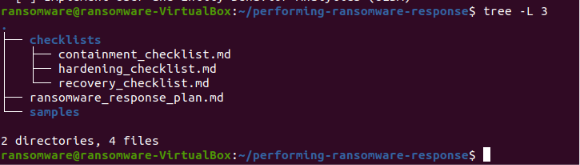 ransomware@ransomware-VirtualBox:~/performing-ransomware-response$ tree -L 3
.
├── checklists
│   ├── containment_checklist.md
│   ├── hardening_checklist.md
│   └── recovery_checklist.md
├── ransomware_response_plan.md
└── samples
2 directories, 4 files
ransomware@ransomware-VirtualBox:~/performing-ransomware-response$